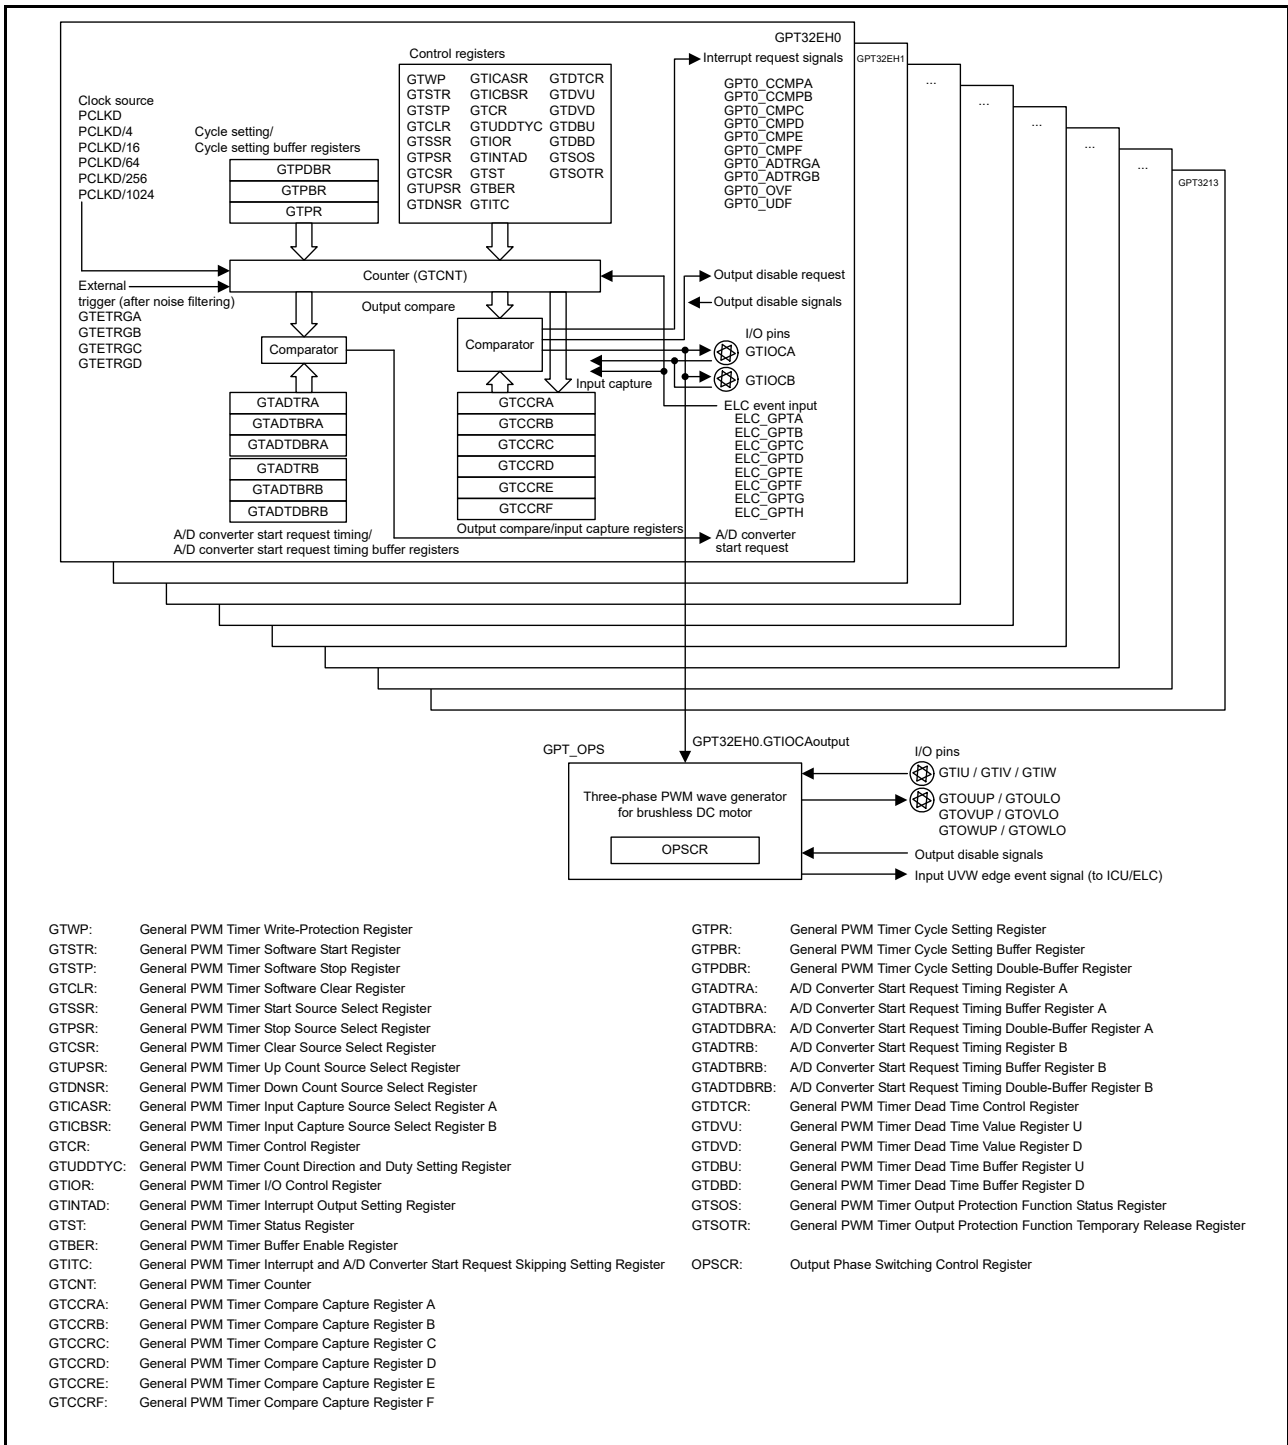 GPT32EH0
GPT32EH1
...
...
...
...
...
GPT3213
Control registers
GTWP GTICASR GTDTCR
GTSTR GTICBSR GTDVU
GTSTP GTCR GTDVD
GTCLR GTUDDTYC GTDBU
GTSSR GTIOR GTDBD
GTPSR GTINTAD GTSOS
GTCSR GTST GTSOTR
GTUPSR GTBER
GTDNSR GTITC
Interrupt request signals
GPT0_CCMPA
GPT0_CCMPB
GPT0_CMPC
GPT0_CMPD
GPT0_CMPE
GPT0_CMPF
GPT0_ADTRGA
GPT0_ADTRGB
GPT0_OVF
GPT0_UDF
Clock source
PCLKD
PCLKD/4
PCLKD/16
PCLKD/64
PCLKD/256
PCLKD/1024
Cycle setting/
Cycle setting buffer registers
GTPDBR
GTPBR
GTPR
Counter (GTCNT)
External
trigger (after noise filtering)
GTETRGA
GTETRGB
GTETRGC
GTETRGD
Output compare
Comparator
Comparator
Output disable request
Output disable signals
I/O pins
GTIOCA
GTIOCB
Input capture
ELC event input
ELC_GPTA
ELC_GPTB
ELC_GPTC
ELC_GPTD
ELC_GPTE
ELC_GPTF
ELC_GPTG
ELC_GPTH
GTADTRA
GTADTBRA
GTADTDBRA
GTADTRB
GTADTBRB
GTADTDBRB
GTCCRA
GTCCRB
GTCCRC
GTCCRD
GTCCRE
GTCCRF
A/D converter start request timing/
A/D converter start request timing buffer registers
Output compare/input capture registers
A/D converter
start request
GPT_OPS
GPT32EH0.GTIOCAoutput
Three-phase PWM wave generator
for brushless DC motor
OPSCR
I/O pins
GTIU / GTIV / GTIW
GTOUUP / GTOULO
GTOVUP / GTOVLO
GTOWUP / GTOWLO
Output disable signals
Input UVW edge event signal (to ICU/ELC)
GTWP: General PWM Timer Write-Protection Register
GTSTR: General PWM Timer Software Start Register
GTSTP: General PWM Timer Software Stop Register
GTCLR: General PWM Timer Software Clear Register
GTSSR: General PWM Timer Start Source Select Register
GTPSR: General PWM Timer Stop Source Select Register
GTCSR: General PWM Timer Clear Source Select Register
GTUPSR: General PWM Timer Up Count Source Select Register
GTDNSR: General PWM Timer Down Count Source Select Register
GTICASR: General PWM Timer Input Capture Source Select Register A
GTICBSR: General PWM Timer Input Capture Source Select Register B
GTCR: General PWM Timer Control Register
GTUDDTYC: General PWM Timer Count Direction and Duty Setting Register
GTIOR: General PWM Timer I/O Control Register
GTINTAD: General PWM Timer Interrupt Output Setting Register
GTST: General PWM Timer Status Register
GTBER: General PWM Timer Buffer Enable Register
GTITC: General PWM Timer Interrupt and A/D Converter Start Request Skipping Setting Register
GTCNT: General PWM Timer Counter
GTCCRA: General PWM Timer Compare Capture Register A
GTCCRB: General PWM Timer Compare Capture Register B
GTCCRC: General PWM Timer Compare Capture Register C
GTCCRD: General PWM Timer Compare Capture Register D
GTCCRE: General PWM Timer Compare Capture Register E
GTCCRF: General PWM Timer Compare Capture Register F
GTPR: General PWM Timer Cycle Setting Register
GTPBR: General PWM Timer Cycle Setting Buffer Register
GTPDBR: General PWM Timer Cycle Setting Double-Buffer Register
GTADTRA: A/D Converter Start Request Timing Register A
GTADTBRA: A/D Converter Start Request Timing Buffer Register A
GTADTDBRA: A/D Converter Start Request Timing Double-Buffer Register A
GTADTRB: A/D Converter Start Request Timing Register B
GTADTBRB: A/D Converter Start Request Timing Buffer Register B
GTADTDBRB: A/D Converter Start Request Timing Double-Buffer Register B
GTDTCR: General PWM Timer Dead Time Control Register
GTDVU: General PWM Timer Dead Time Value Register U
GTDVD: General PWM Timer Dead Time Value Register D
GTDBU: General PWM Timer Dead Time Buffer Register U
GTDBD: General PWM Timer Dead Time Buffer Register D
GTSOS: General PWM Timer Output Protection Function Status Register
GTSOTR: General PWM Timer Output Protection Function Temporary Release Register
OPSCR: Output Phase Switching Control Register